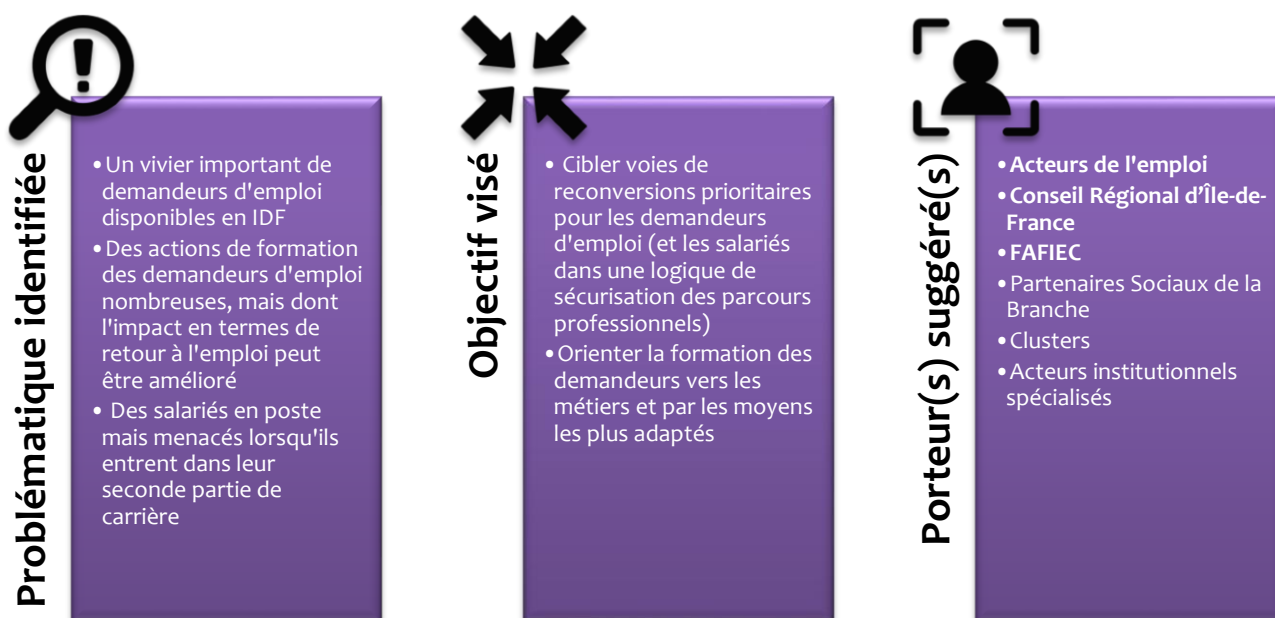 Problématique identifiée
•Un vivier important de
demandeurs d'emploi
disponibles en IDF
•Des actions de formation
des demandeurs d'emploi
nombreuses, mais dont
l'impact en termes de
retour à l'emploi peut
être amélioré
• Des salariés en poste
mais menacés lorsqu'ils
entrent dans leur
seconde partie de
carrière
Objectif visé
• Cibler voies de
reconversions prioritaires
pour les demandeurs
d'emploi (et les salariés
dans une logique de
sécurisation des parcours
professionnels)
•Orienter la formation des
demandeurs vers les
métiers et par les moyens
les plus adaptés
Porteur(s) suggéré(s)
•Acteurs de l'emploi
•Conseil Régional d’Île-de-
France
•FAFIEC
•Partenaires Sociaux de la
Branche
•Clusters
•Acteurs institutionnels
spécialisés